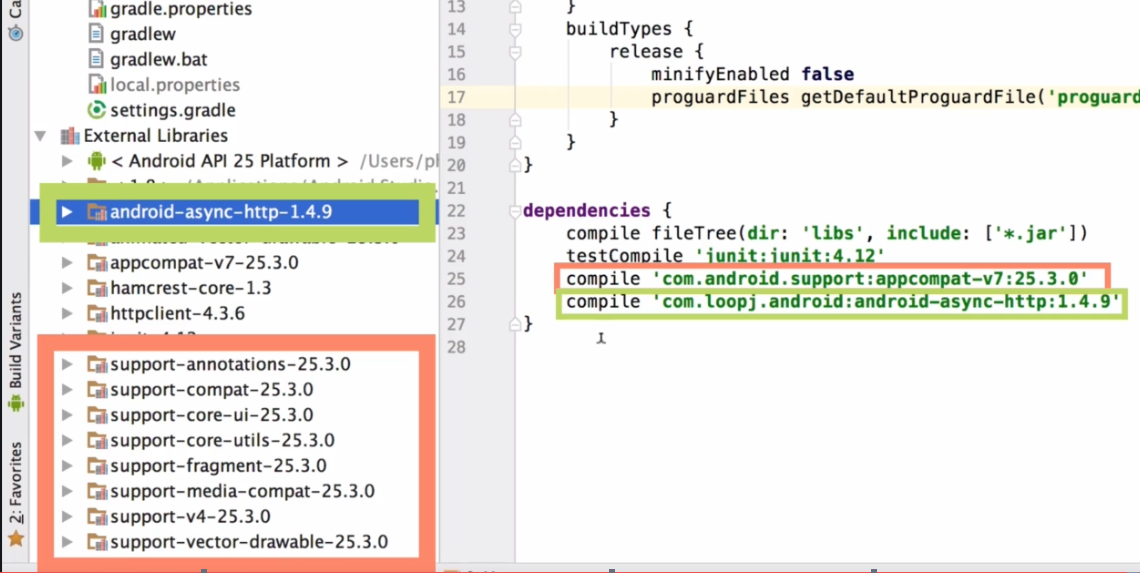 Ca
gradle.properties
gradlew
gradlew.bat
local.properties
settings.gradle
External Libraries
< Android API 25 Platform > /Users/ph
android-async-http-1.4.9
appcompat-v7-25.3.0
hamcrest-core-1.3
httpclient-4.3.6
support-annotations-25.3.0
support-compat-25.3.0
support-core-ui-25.3.0
support-core-utils-25.3.0
support-fragment-25.3.0
support-media-compat-25.3.0
support-v4-25.3.0
support-vector-drawable-25.3.0
Build Variants
2: Favorites
13 }
14 buildTypes {
15 release {
16 minifyEnabled false
17 proguardFiles getDefaultProguardFile('proguard
18 }
19 }
20 }
21
22 dependencies {
23 compile fileTree(dir: 'libs', include: ['*.jar'])
24 testCompile 'junit:junit:4.12'
25 compile 'com.android.support:appcompat-v7:25.3.0'
26 compile 'com.loopj.android:android-async-http:1.4.9'
27 }
28